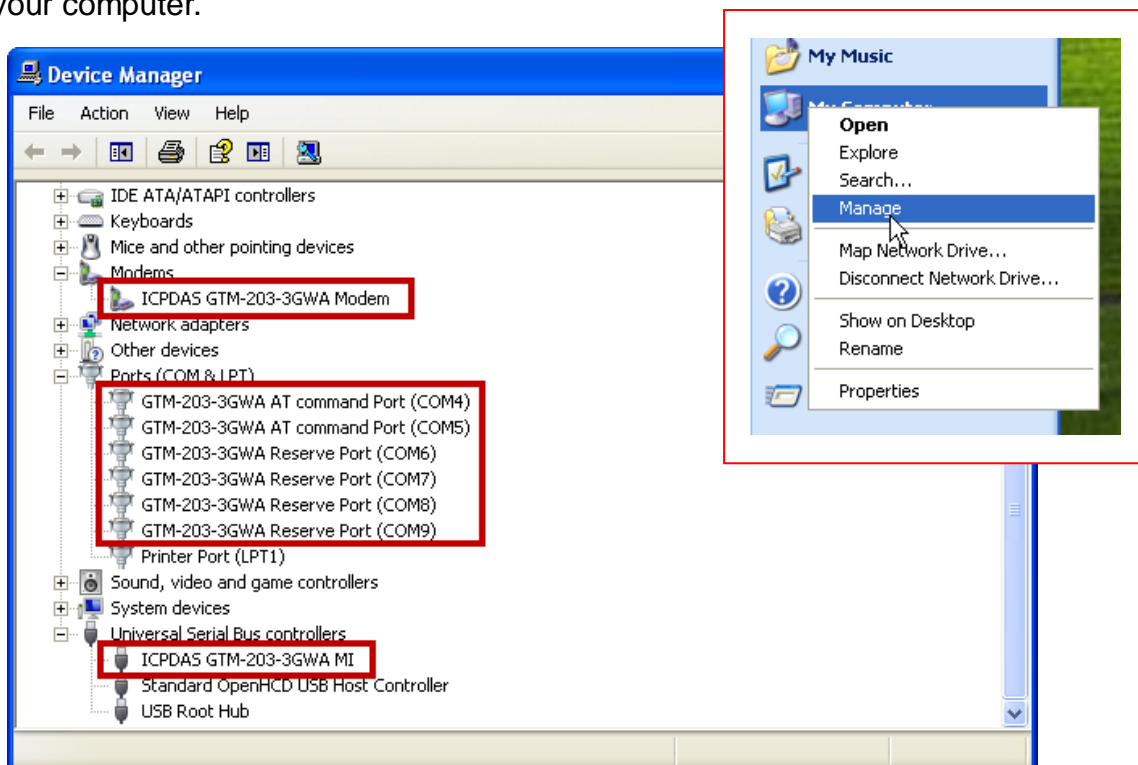 your computer.
Device Manager
File Action View Help
IDE ATA/ATAPI controllers
Keyboards
Mice and other pointing devices
Modems
ICPDAS GTM-203-3GWA Modem
Network adapters
Other devices
Ports (COM & LPT)
GTM-203-3GWA AT command Port (COM4)
GTM-203-3GWA AT command Port (COM5)
GTM-203-3GWA Reserve Port (COM6)
GTM-203-3GWA Reserve Port (COM7)
GTM-203-3GWA Reserve Port (COM8)
GTM-203-3GWA Reserve Port (COM9)
Printer Port (LPT1)
Sound, video and game controllers
System devices
Universal Serial Bus controllers
ICPDAS GTM-203-3GWA MI
Standard OpenHCD USB Host Controller
USB Root Hub
My Music
My Computer
Open
Explore
Search...
Manage
Map Network Drive...
Disconnect Network Drive...
Show on Desktop
Rename
Properties